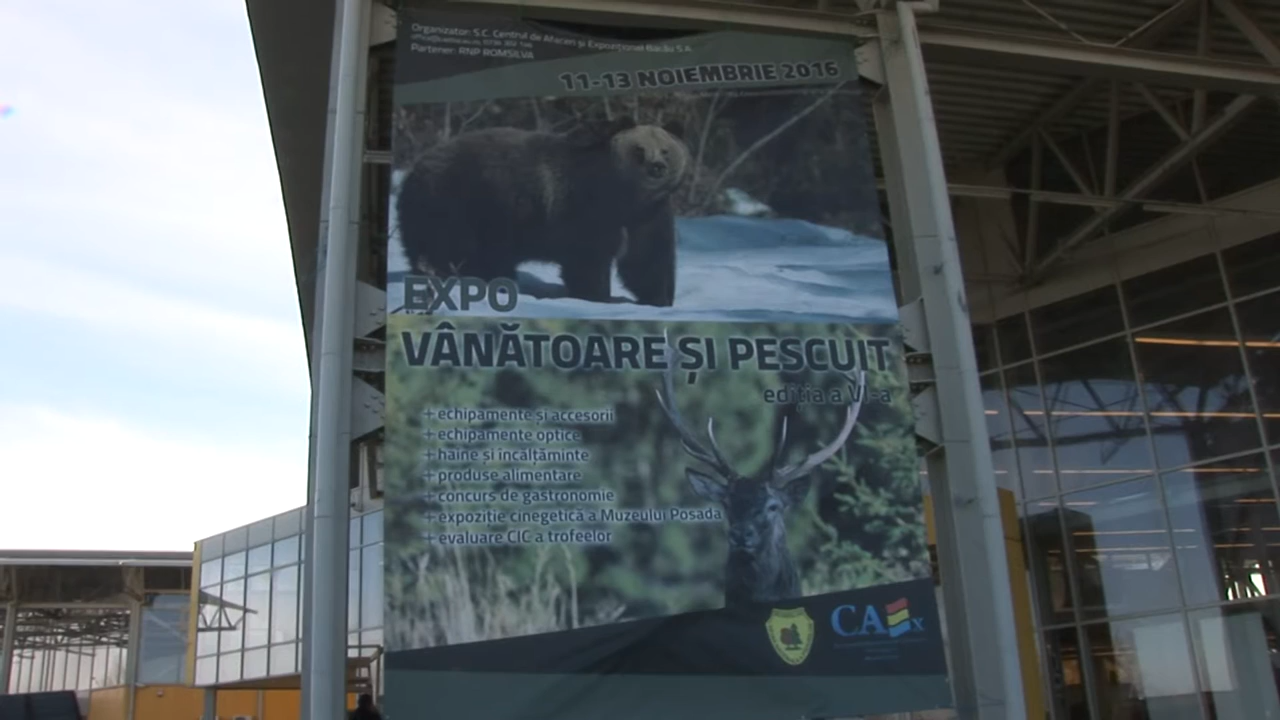 Organizator: S.C. Centrul de Afaceri și Expozițional Bacău S.A.
Partener: RNP ROMSILVA
11-13 NOIEMBRIE 2016
EXPO
VÂNĂTOARE ȘI PESCUIT
ediția a VI-a
+ echipamente și accesorii
+ echipamente optice
+ haine și încălțăminte
+ produse alimentare
+ concurs de gastronomie
+ expoziție cinegetică a Muzeului Posada
+ evaluare CIC a trofeelor
CAEx